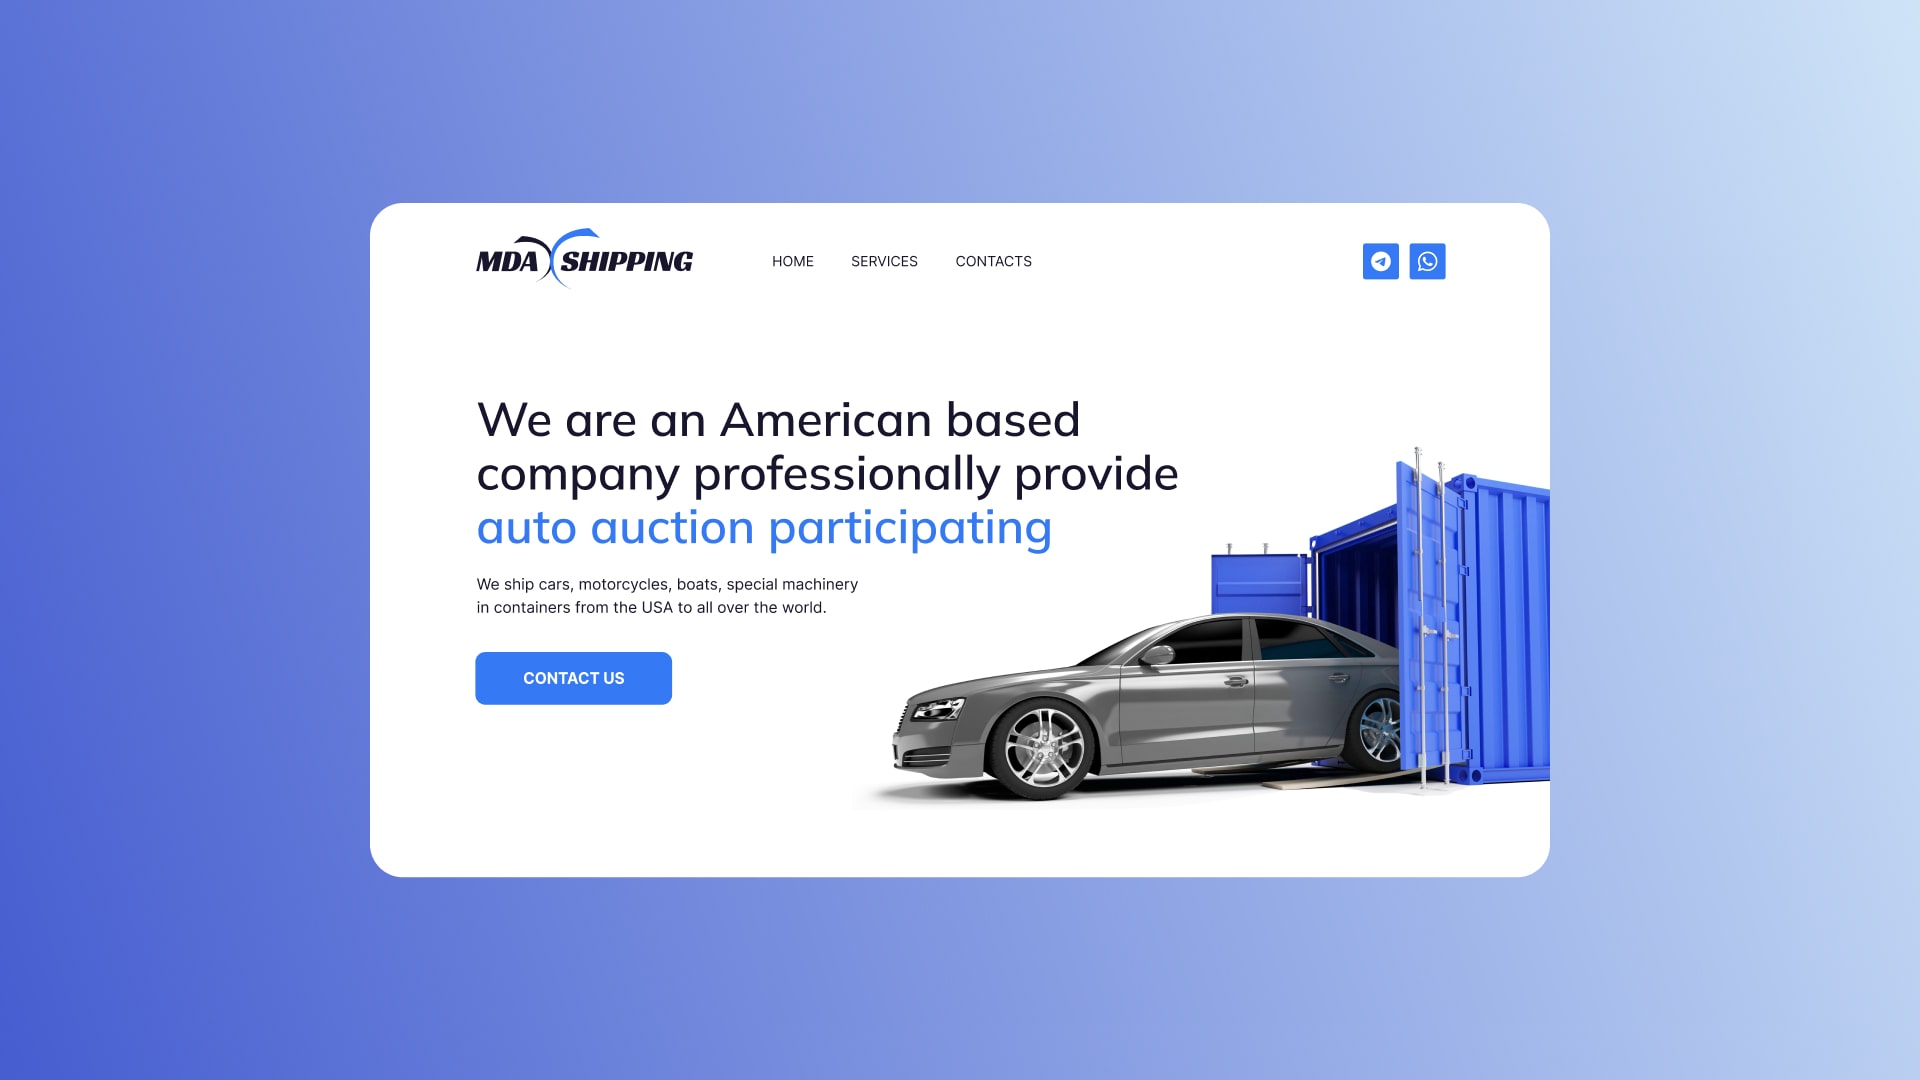 MDA SHIPPING
HOME SERVICES CONTACTS
We are an American based
company professionally provide
auto auction participating
We ship cars, motorcycles, boats, special machinery
in containers from the USA to all over the world.
CONTACT US